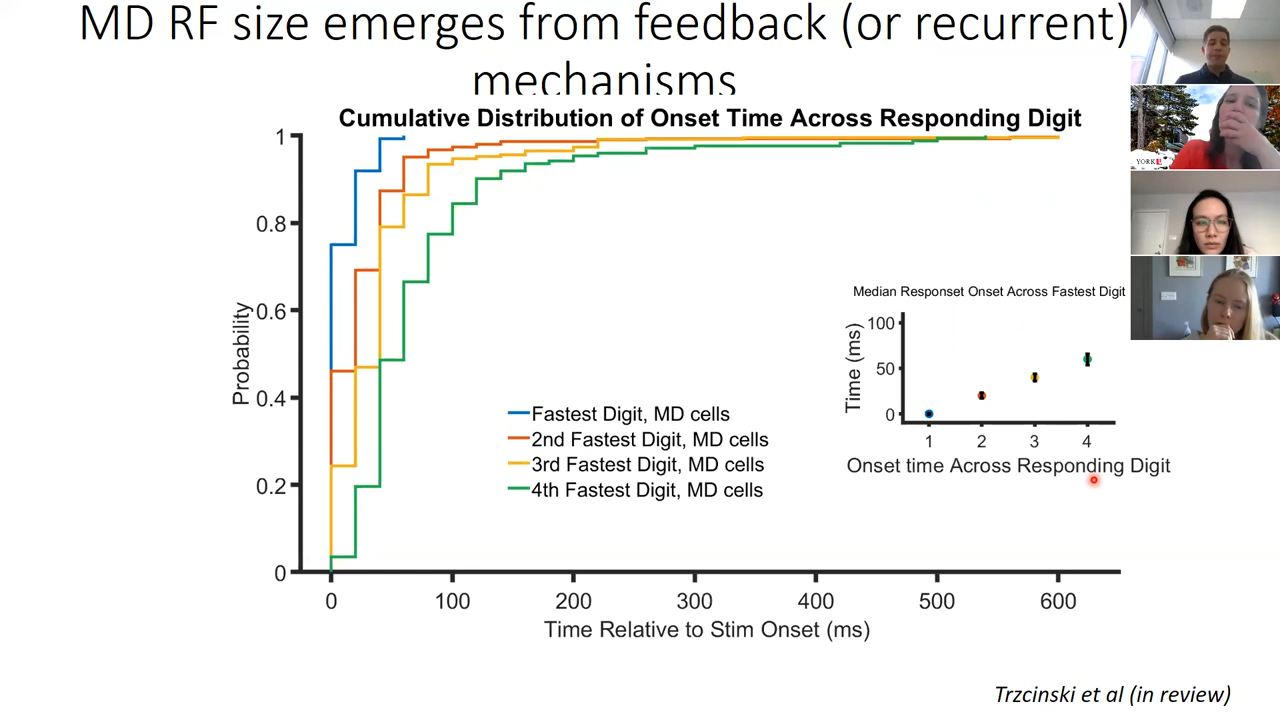 MD RF size emerges from feedback (or recurrent)
mechanisms
Cumulative Distribution of Onset Time Across Responding Digit
1
0.8
0.6
0.4
0.2
0
Probability
Fastest Digit, MD cells
2nd Fastest Digit, MD cells
3rd Fastest Digit, MD cells
4th Fastest Digit, MD cells
0 100 200 300 400 500 600
Time Relative to Stim Onset (ms)
Median Responset Onset Across Fastest Digit
100
50
0
Time (ms)
1 2 3 4
Onset time Across Responding Digit
YORK U
Trzcinski et al (in review)